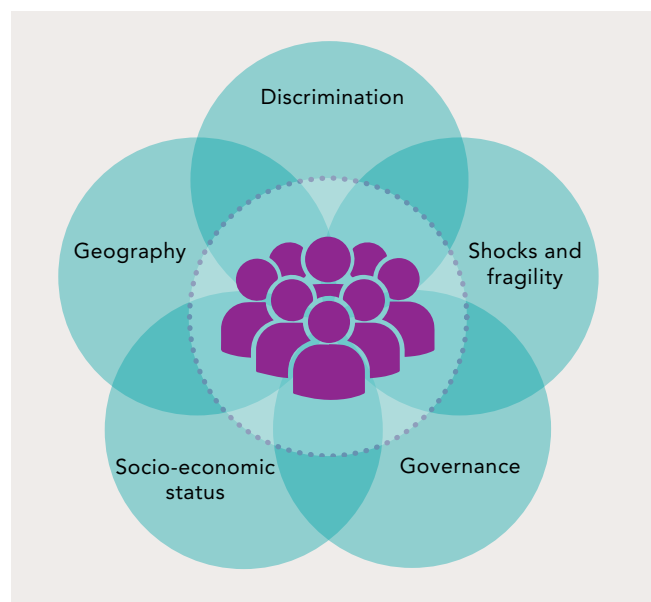 Discrimination
Geography
Shocks and
fragility
Socio-economic
status
Governance